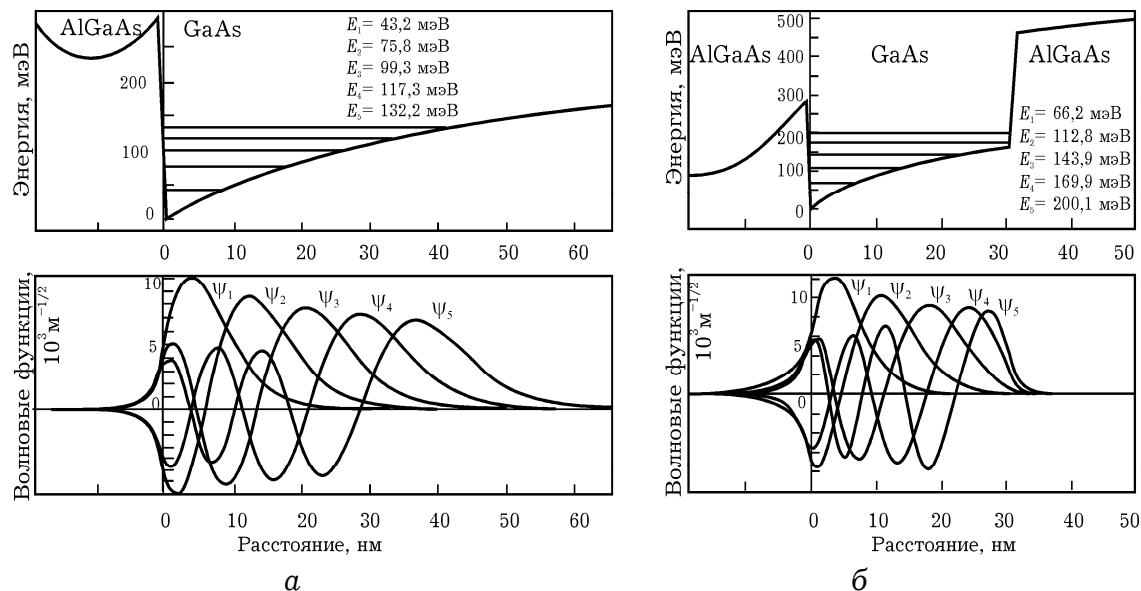 AlGaAs
GaAs
E₁= 43,2 мэВ
E₂= 75,8 мэВ
E₃= 99,3 мэВ
E₄= 117,3 мэВ
E₅= 132,2 мэВ
Энергия, мэВ
200
100
0
0 10 20 30 40 50 60
Волновые функции,
10³м⁻¹/²
10
5
0
ψ₁ ψ₂ ψ₃ ψ₄ ψ₅
0 10 20 30 40 50 60
Расстояние, нм
а
Энергия, мэВ
500
400
300
200
100
0
AlGaAs
GaAs
AlGaAs
E₁= 66,2 мэВ
E₂= 112,8 мэВ
E₃= 143,9 мэВ
E₄= 169,9 мэВ
E₅= 200,1 мэВ
0 10 20 30 40 50
Волновые функции,
10³м⁻¹/²
10
5
0
ψ₁ ψ₂ ψ₃ ψ₄ ψ₅
0 10 20 30 40 50
Расстояние, нм
б